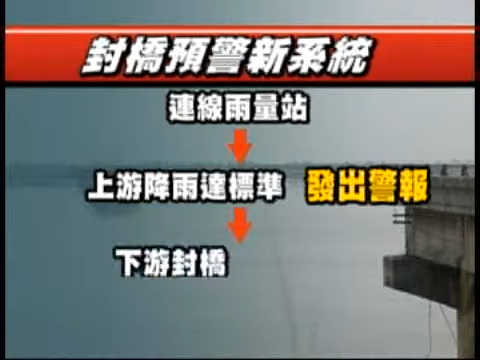 封橋預警新系統
連線雨量站
上游降雨達標準 發出警報
下游封橋